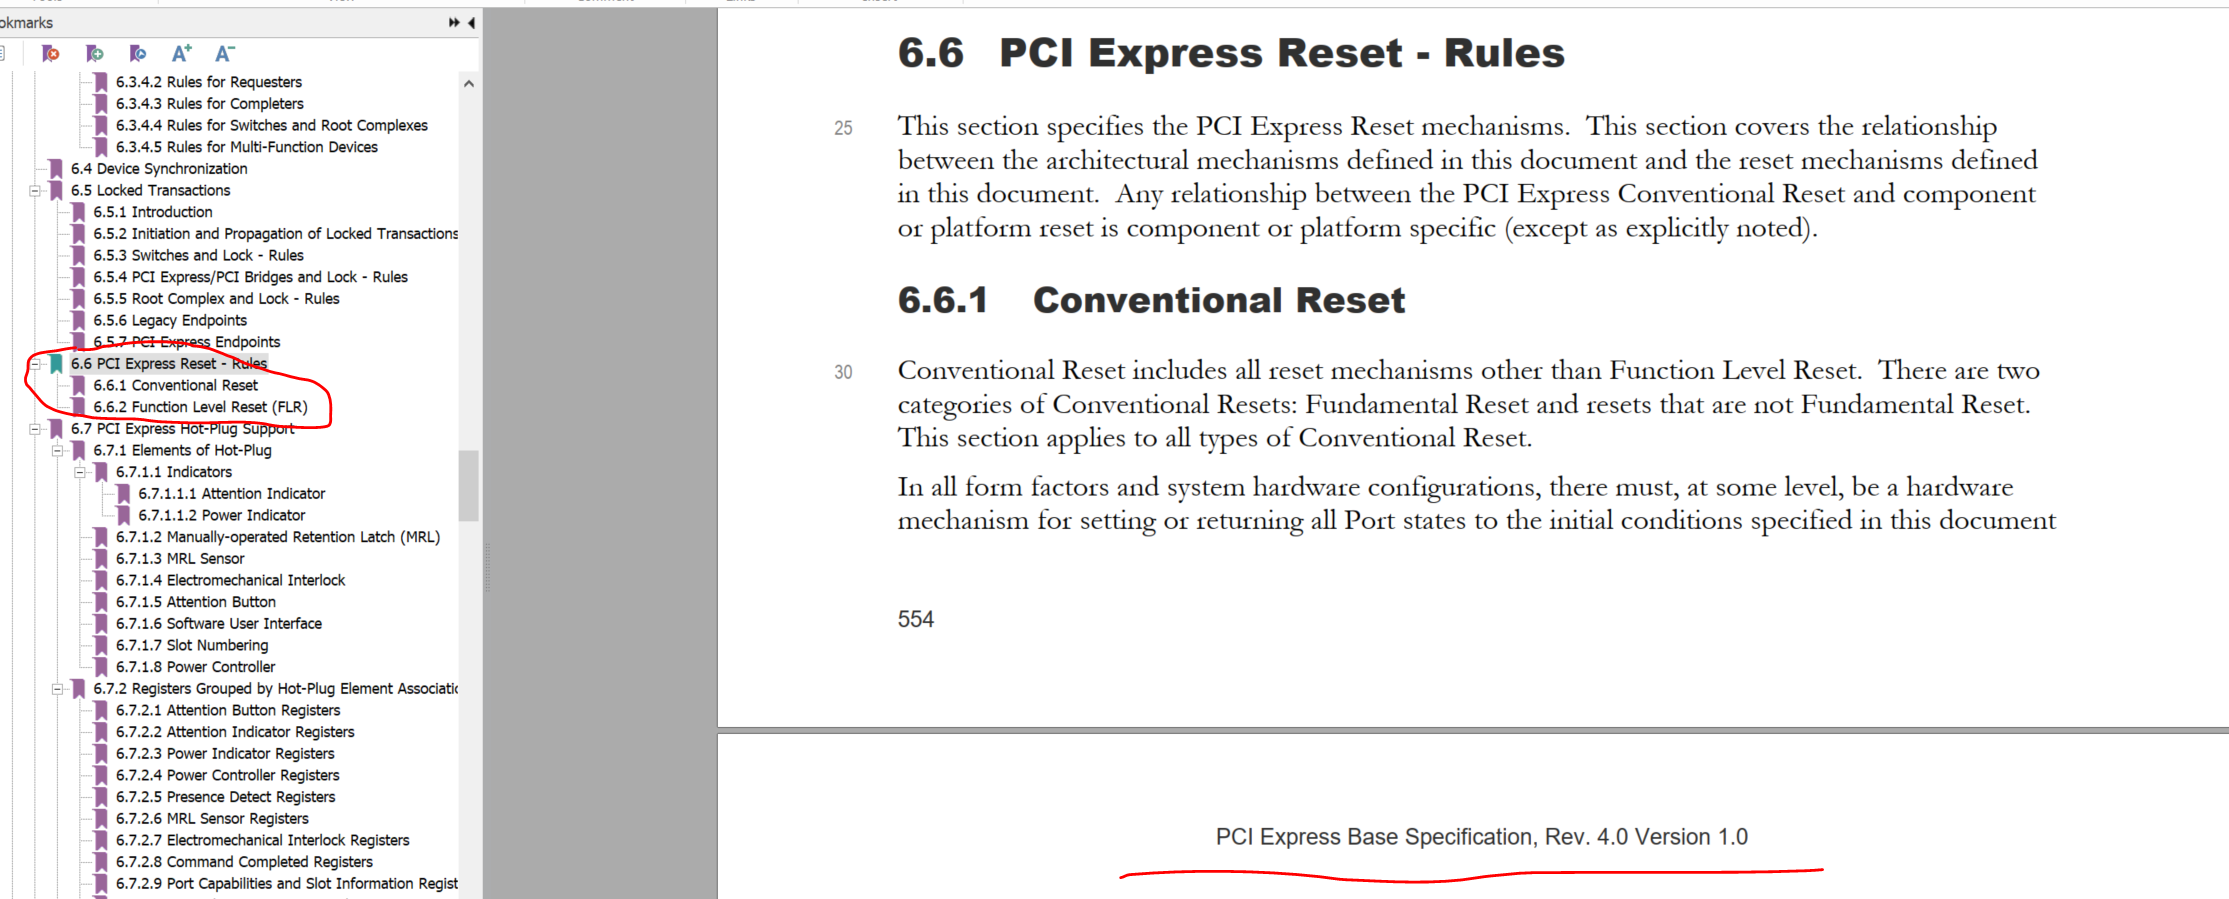 okmarks
6.3.4.2 Rules for Requesters
6.3.4.3 Rules for Completers
6.3.4.4 Rules for Switches and Root Complexes
6.3.4.5 Rules for Multi-Function Devices
6.4 Device Synchronization
6.5 Locked Transactions
6.5.1 Introduction
6.5.2 Initiation and Propagation of Locked Transactions
6.5.3 Switches and Lock - Rules
6.5.4 PCI Express/PCI Bridges and Lock - Rules
6.5.5 Root Complex and Lock - Rules
6.5.6 Legacy Endpoints
6.5.7 PCI Express Endpoints
6.6 PCI Express Reset - Rules
6.6.1 Conventional Reset
6.6.2 Function Level Reset (FLR)
6.7 PCI Express Hot-Plug Support
6.7.1 Elements of Hot-Plug
6.7.1.1 Indicators
6.7.1.1.1 Attention Indicator
6.7.1.1.2 Power Indicator
6.7.1.2 Manually-operated Retention Latch (MRL)
6.7.1.3 MRL Sensor
6.7.1.4 Electromechanical Interlock
6.7.1.5 Attention Button
6.7.1.6 Software User Interface
6.7.1.7 Slot Numbering
6.7.1.8 Power Controller
6.7.2 Registers Grouped by Hot-Plug Element Associatic
6.7.2.1 Attention Button Registers
6.7.2.2 Attention Indicator Registers
6.7.2.3 Power Indicator Registers
6.7.2.4 Power Controller Registers
6.7.2.5 Presence Detect Registers
6.7.2.6 MRL Sensor Registers
6.7.2.7 Electromechanical Interlock Registers
6.7.2.8 Command Completed Registers
6.7.2.9 Port Capabilities and Slot Information Regist
6.6 PCI Express Reset - Rules
25 This section specifies the PCI Express Reset mechanisms. This section covers the relationship
between the architectural mechanisms defined in this document and the reset mechanisms defined
in this document. Any relationship between the PCI Express Conventional Reset and component
or platform reset is component or platform specific (except as explicitly noted).
6.6.1 Conventional Reset
30 Conventional Reset includes all reset mechanisms other than Function Level Reset. There are two
categories of Conventional Resets: Fundamental Reset and resets that are not Fundamental Reset.
This section applies to all types of Conventional Reset.
In all form factors and system hardware configurations, there must, at some level, be a hardware
mechanism for setting or returning all Port states to the initial conditions specified in this document
554
PCI Express Base Specification, Rev. 4.0 Version 1.0